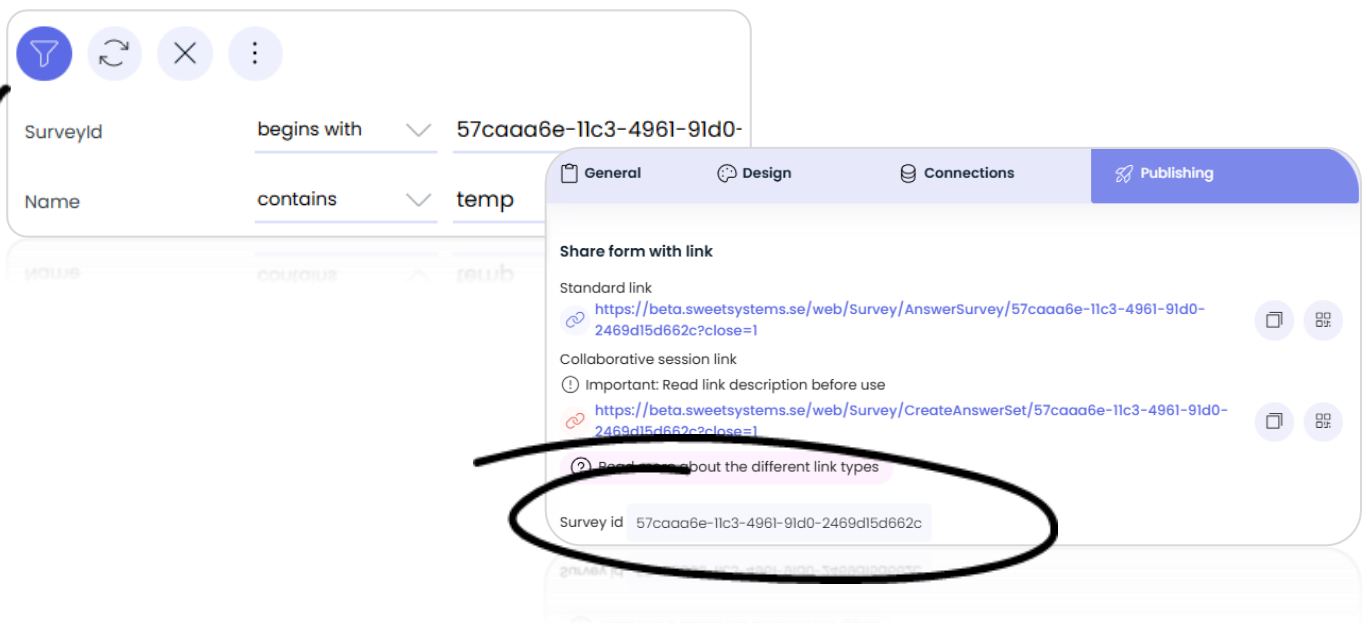 SurveyId begins with 57caaa6e-11c3-4961-91d0-
Name contains temp
General Design Connections Publishing
Share form with link
Standard link
https://beta.sweetsystems.se/web/Survey/AnswerSurvey/57caaa6e-11c3-4961-91d0-
2469d15d662c?close=1
Collaborative session link
Important: Read link description before use
https://beta.sweetsystems.se/web/Survey/CreateAnswerSet/57caaa6e-11c3-4961-91d0-
2469d15d662c?close=1
Read more about the different link types
Survey id 57caaa6e-11c3-4961-91d0-2469d15d662c